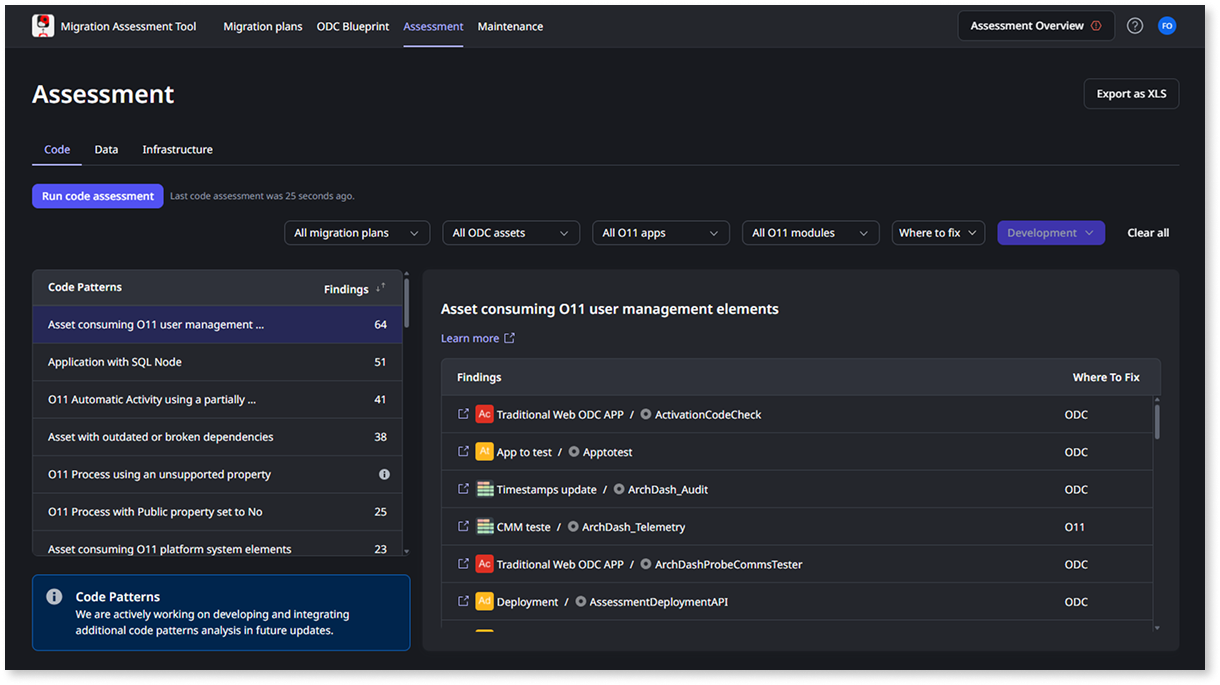 Migration Assessment Tool Migration plans ODC Blueprint Assessment Maintenance Assessment Overview FO
Assessment
Export as XLS
Code Data Infrastructure
Run code assessment Last code assessment was 25 seconds ago.
All migration plans All ODC assets All O11 apps All O11 modules Where to fix Development Clear all
Code Patterns Findings
Asset consuming O11 user management ... 64
Application with SQL Node 51
O11 Automatic Activity using a partially ... 41
Asset with outdated or broken dependencies 38
O11 Process using an unsupported property
O11 Process with Public property set to No 25
Asset consuming O11 platform system elements 23
Code Patterns
We are actively working on developing and integrating
additional code patterns analysis in future updates.
Asset consuming O11 user management elements
Learn more
Findings Where To Fix
Ac Traditional Web ODC APP / ActivationCodeCheck ODC
At App to test / Apptotest ODC
Timestamps update / ArchDash_Audit ODC
CMM teste / ArchDash_Telemetry O11
Ac Traditional Web ODC APP / ArchDashProbeCommsTester ODC
Ad Deployment / AssessmentDeploymentAPI ODC